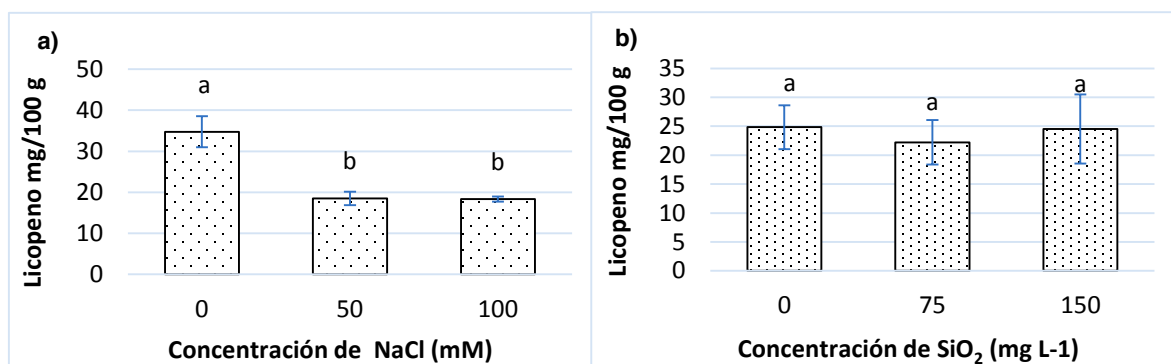 a)
Licopeno mg/100 g
50
40
30
20
10
0
a
b
b
0 50 100
Concentración de NaCl (mM)
b)
Licopeno mg/100 g
35
30
25
20
15
10
5
0
a
a
a
0 75 150
Concentración de SiO₂ (mg L-1)